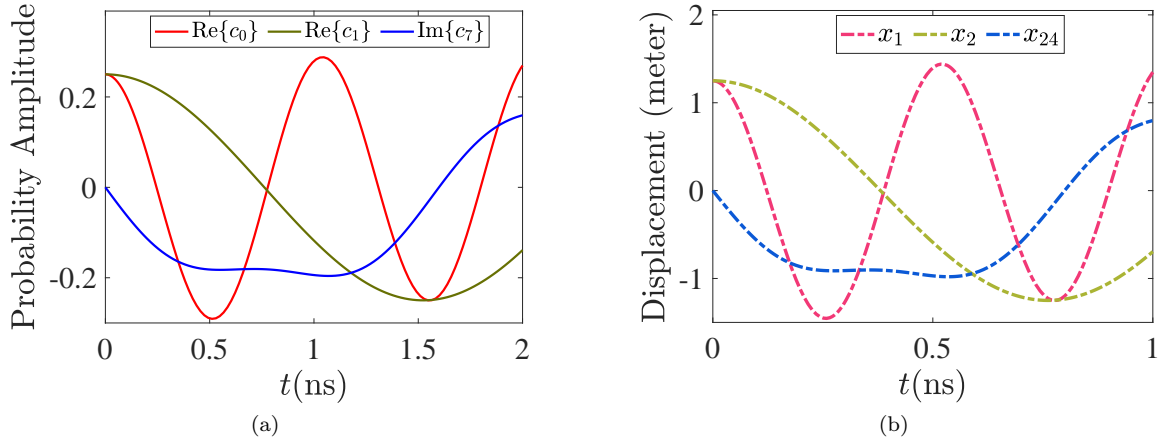 Re{c₀} Re{c₁} Im{c₇}
Probability Amplitude
0.2
0
-0.2
0 0.5 1 1.5 2
t(ns)
(a)
x₁ x₂ x₂₄
Displacement (meter)
2
1
0
-1
0 0.5 1
t(ns)
(b)